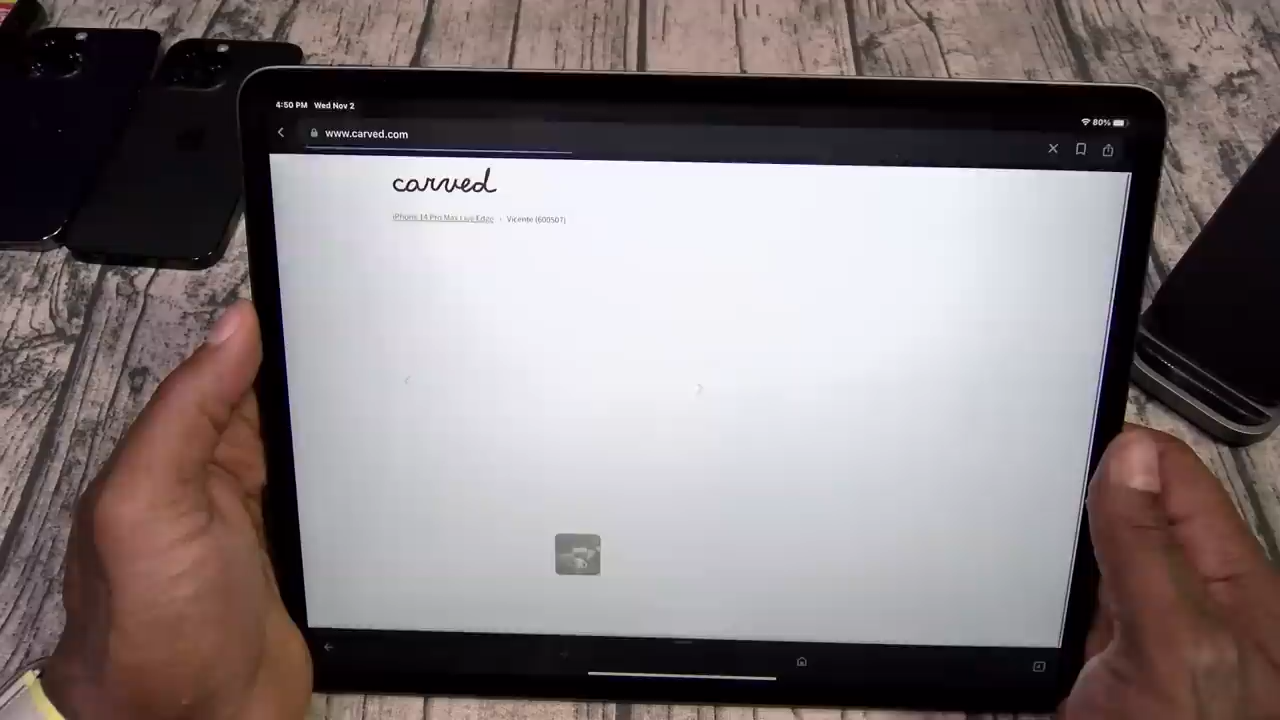 4:50 PM Wed Nov 2
80%
www.carved.com
carved
iPhone 14 Pro Max Live Edge › Vicente (600507)